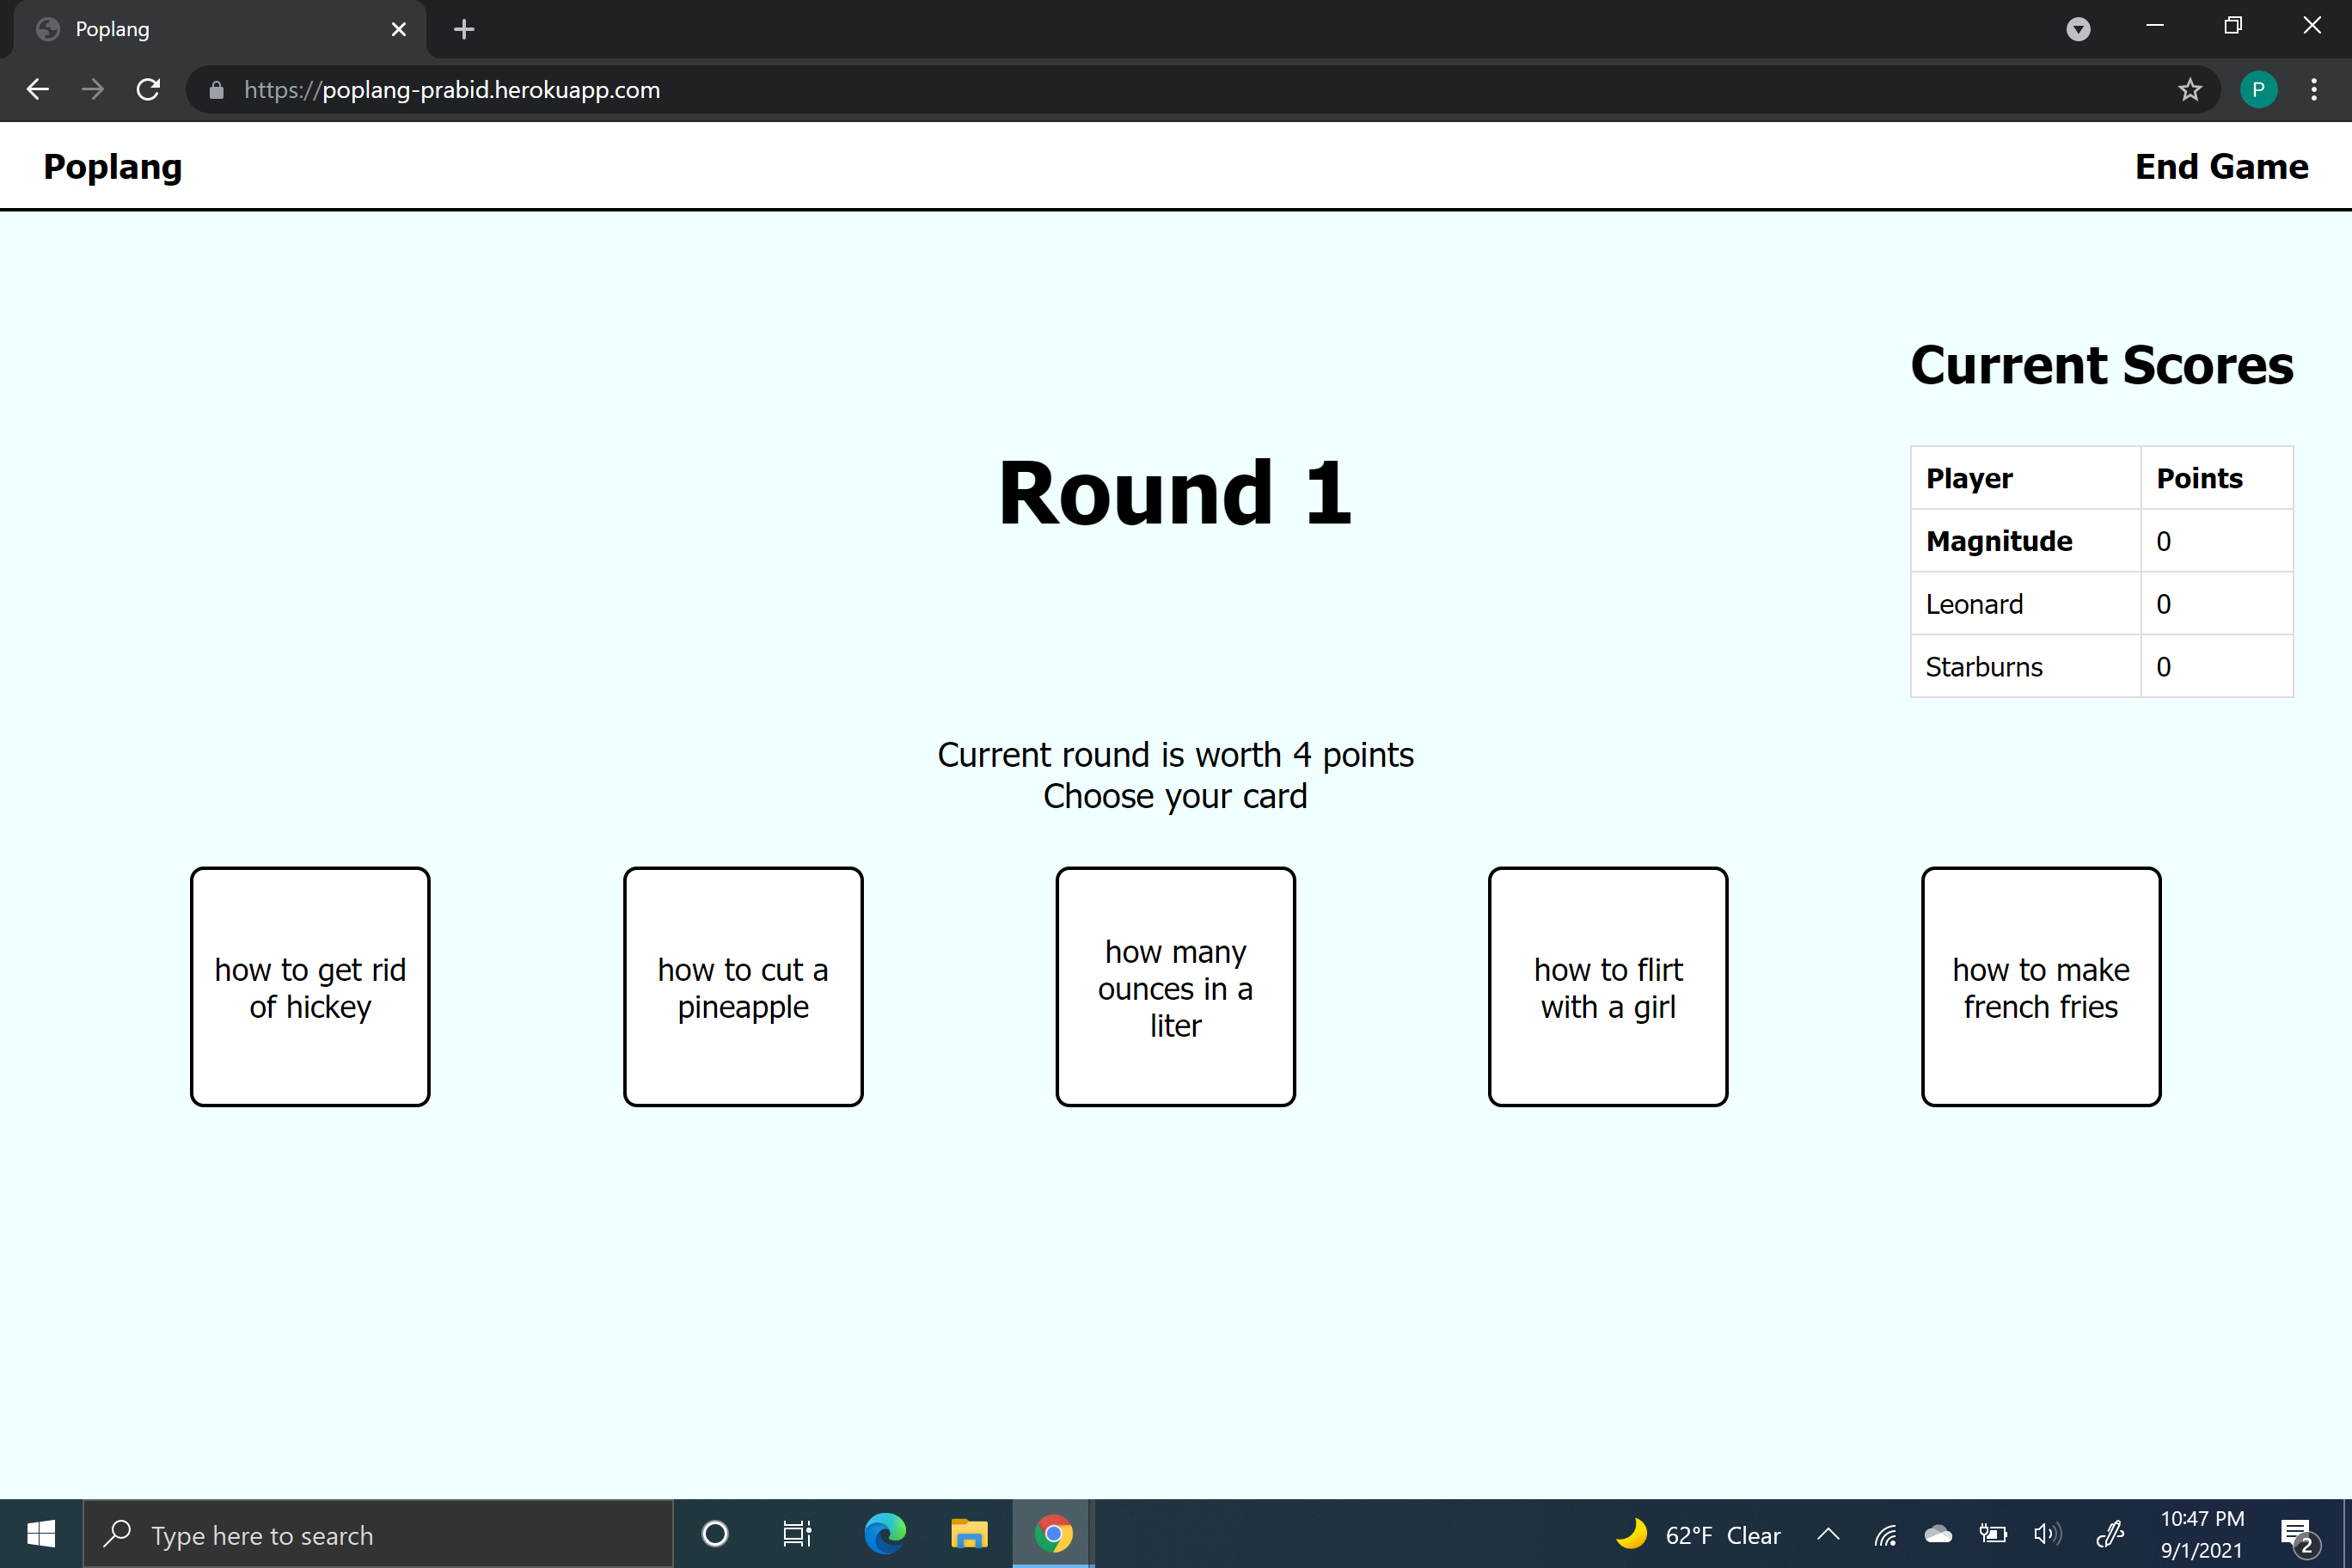 Poplang
https://poplang-prabid.herokuapp.com
P
Poplang
End Game
Current Scores
Round 1
Player Points
Magnitude 0
Leonard 0
Starburns 0
Current round is worth 4 points
Choose your card
how to get rid
of hickey
how to cut a
pineapple
how many
ounces in a
liter
how to flirt
with a girl
how to make
french fries
Type here to search
62°F Clear
10:47 PM
9/1/2021
2